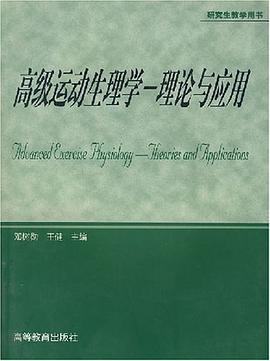 研究生教学用书
高级运动生理学—理论与应用
Advanced Exercise Physiology—Theories and Applications
邓树勋 王健 主编
高等教育出版社